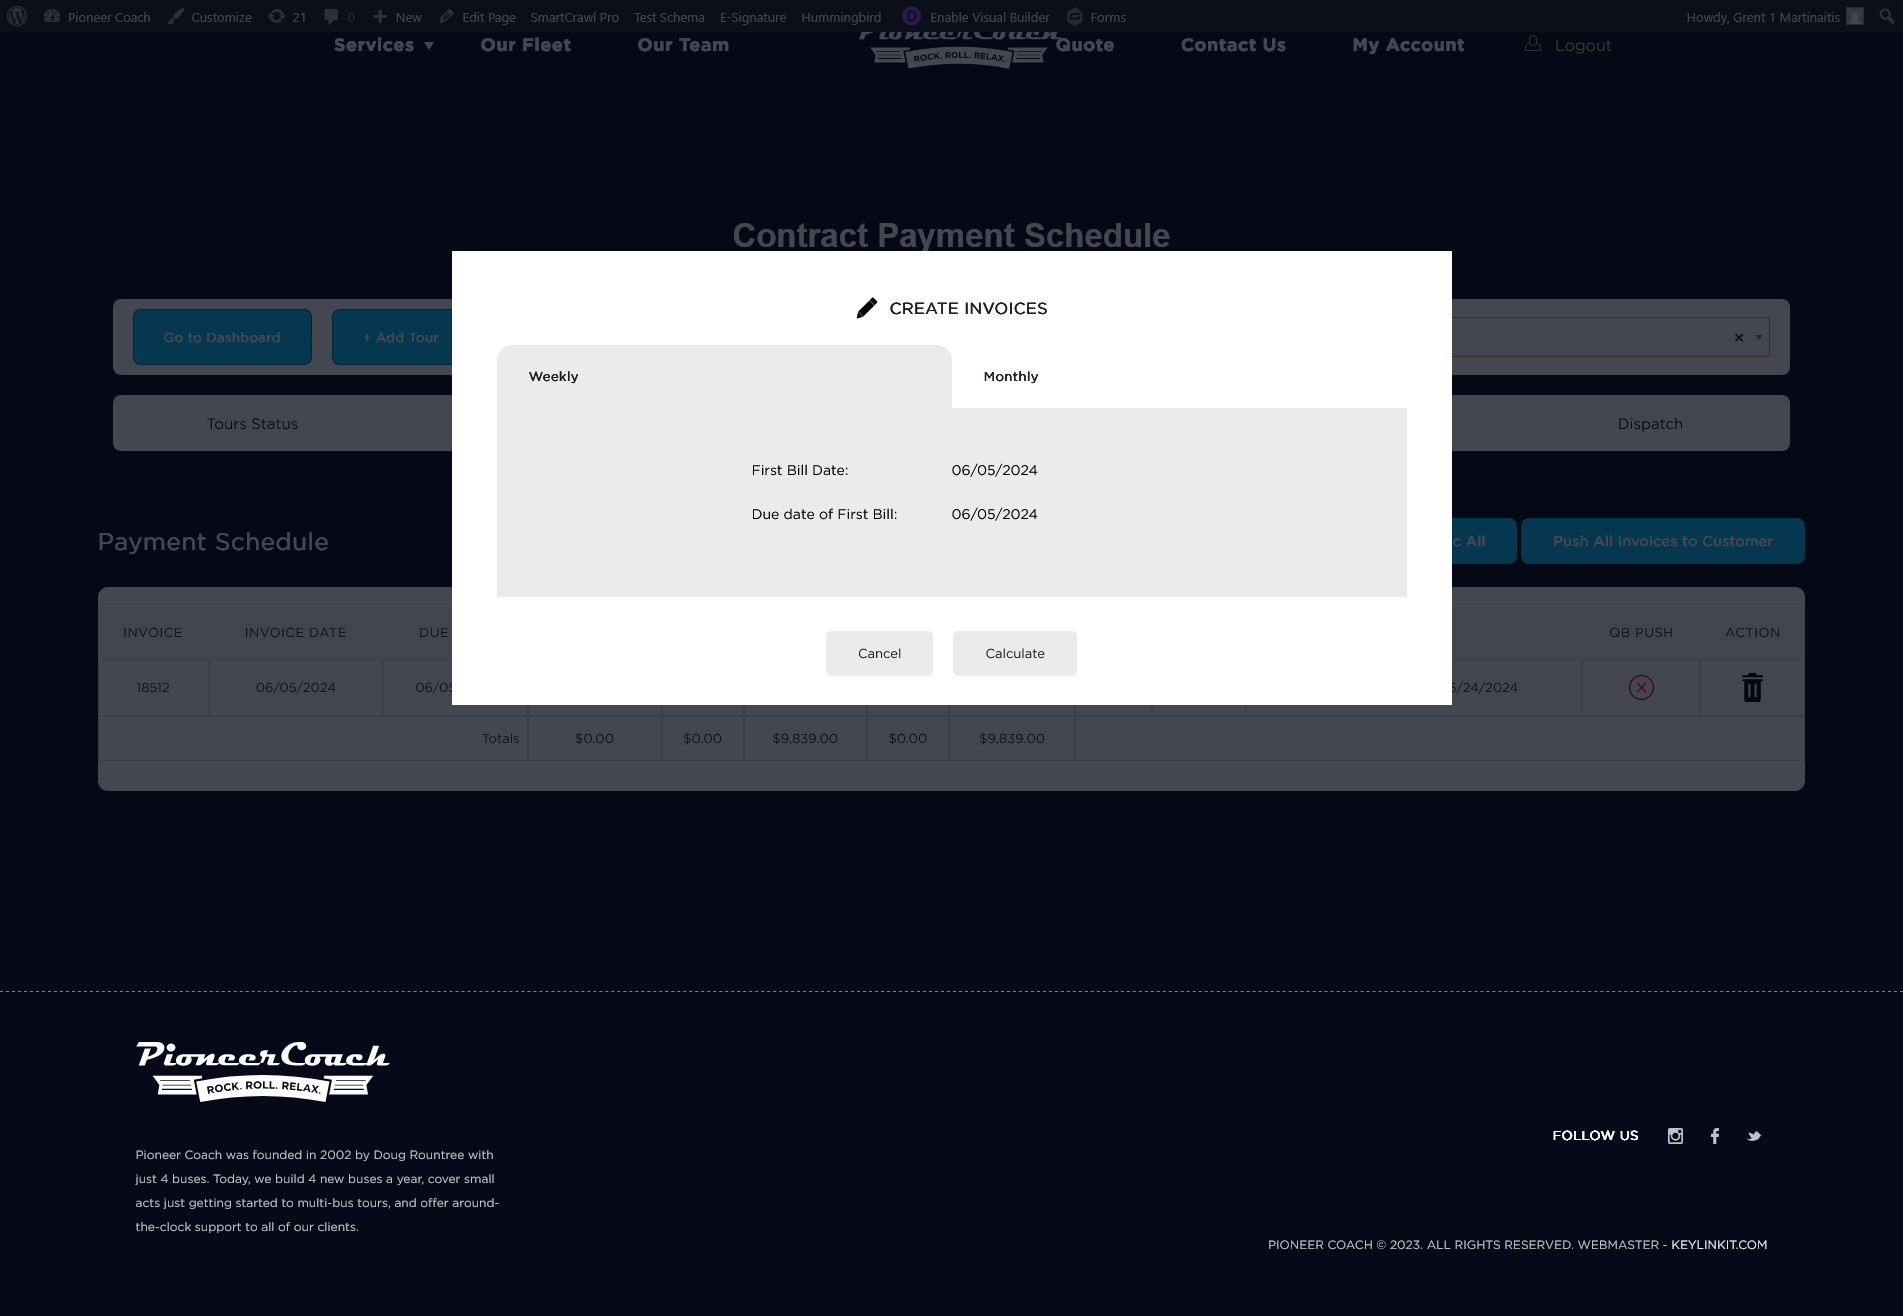 Pioneer Coach Customize 21 0 New Edit Page SmartCrawl Pro Test Schema E-Signature Hummingbird D Enable Visual Builder Forms Howdy, Grent 1 Martinaitis
Services ▼ Our Fleet Our Team PioneerCoach Quote Contact Us My Account Logout
ROCK. ROLL. RELAX.
Contract Payment Schedule
CREATE INVOICES
Go to Dashboard + Add Tour × 
Weekly Monthly
Tours Status Dispatch
First Bill Date: 06/05/2024
Due date of First Bill: 06/05/2024
Payment Schedule All Push All Invoices to Customer
INVOICE INVOICE DATE DUE QB PUSH ACTION
Cancel Calculate
18512 06/05/2024 06/05 /24/2024
Totals $0.00 $0.00 $9,839.00 $0.00 $9,839.00
PioneerCoach
ROCK. ROLL. RELAX.
Pioneer Coach was founded in 2002 by Doug Rountree with
just 4 buses. Today, we build 4 new buses a year, cover small
acts just getting started to multi-bus tours, and offer around-
the-clock support to all of our clients.
FOLLOW US
PIONEER COACH © 2023. ALL RIGHTS RESERVED. WEBMASTER - KEYLINKIT.COM